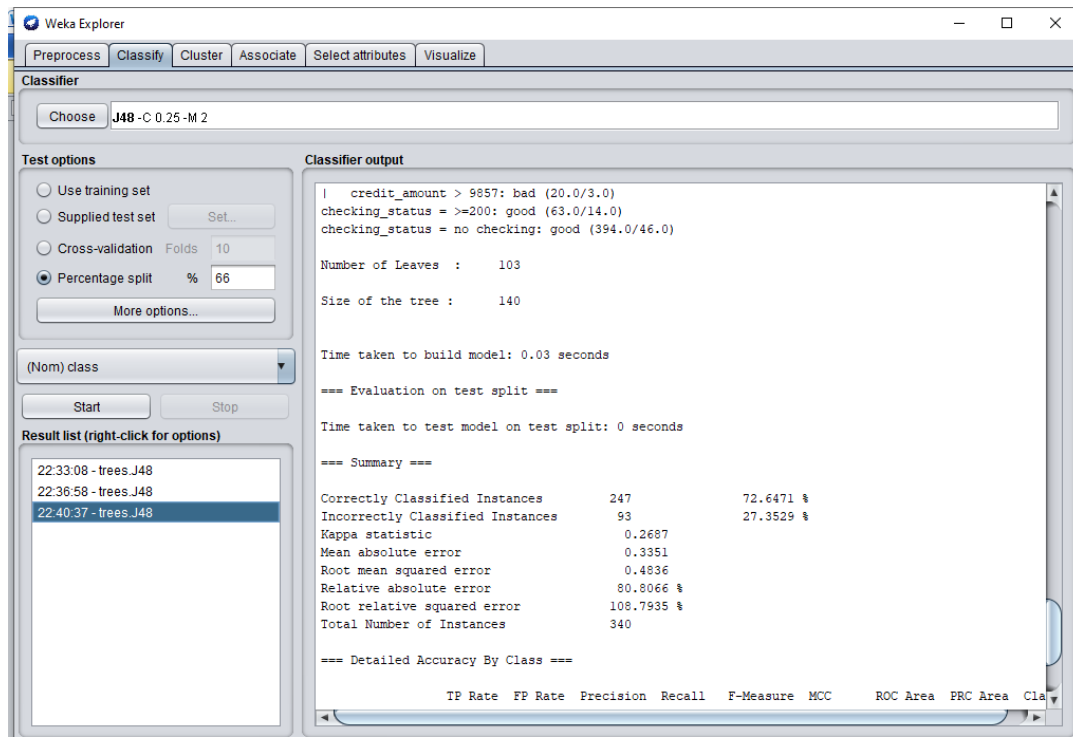 Weka Explorer
Preprocess Classify Cluster Associate Select attributes Visualize
Classifier
Choose J48 -C 0.25 -M 2
Test options
Use training set
Supplied test set Set...
Cross-validation Folds 10
Percentage split % 66
More options...
(Nom) class
Start Stop
Result list (right-click for options)
22:33:08 - trees.J48
22:36:58 - trees.J48
22:40:37 - trees.J48
Classifier output
| credit_amount > 9857: bad (20.0/3.0)
checking_status = >=200: good (63.0/14.0)
checking_status = no checking: good (394.0/46.0)
Number of Leaves : 103
Size of the tree : 140
Time taken to build model: 0.03 seconds
=== Evaluation on test split ===
Time taken to test model on test split: 0 seconds
=== Summary ===
Correctly Classified Instances 247 72.6471 %
Incorrectly Classified Instances 93 27.3529 %
Kappa statistic 0.2687
Mean absolute error 0.3351
Root mean squared error 0.4836
Relative absolute error 80.8066 %
Root relative squared error 108.7935 %
Total Number of Instances 340
=== Detailed Accuracy By Class ===
TP Rate FP Rate Precision Recall F-Measure MCC ROC Area PRC Area Cla